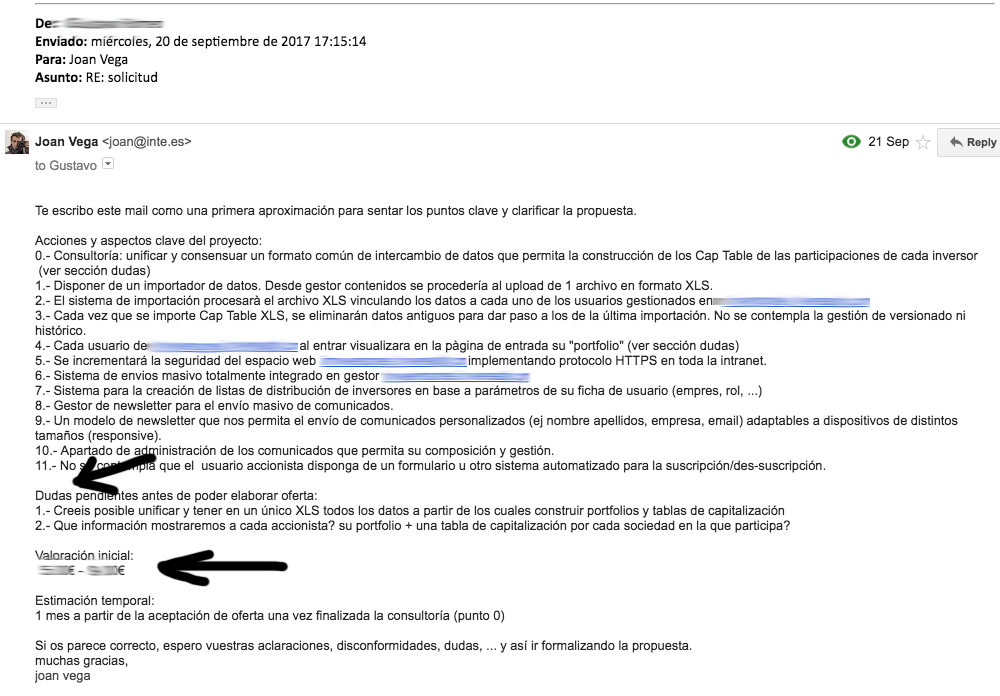 De:
Enviado: miércoles, 20 de septiembre de 2017 17:15:14
Para: Joan Vega
Asunto: RE: solicitud
...
Joan Vega <joan@inte.es>
21 Sep
Reply
to Gustavo
Te escribo este mail como una primera aproximación para sentar los puntos clave y clarificar la propuesta.
Acciones y aspectos clave del proyecto:
0.- Consultoría: unificar y consensuar un formato común de intercambio de datos que permita la construcción de los Cap Table de las participaciones de cada inversor
(ver sección dudas)
1.- Disponer de un importador de datos. Desde gestor contenidos se procedería al upload de 1 archivo en formato XLS.
2.- El sistema de importación procesarà el archivo XLS vinculando los datos a cada uno de los usuarios gestionados en
3.- Cada vez que se importe Cap Table XLS, se eliminarán datos antiguos para dar paso a los de la última importación. No se contempla la gestión de versionado ni
histórico.
4.- Cada usuario de al entrar visualizara en la pàgina de entrada su "portfolio" (ver sección dudas)
5.- Se incrementará la seguridad del espacio web implementando protocolo HTTPS en toda la intranet.
6.- Sistema de envios masivo totalmente integrado en gestor
7.- Sistema para la creación de listas de distribución de inversores en base a parámetros de su ficha de usuario (empres, rol, ...)
8.- Gestor de newsletter para el envío masivo de comunicados.
9.- Un modelo de newsletter que nos permita el envío de comunicados personalizados (ej nombre apellidos, empresa, email) adaptables a dispositivos de distintos
tamaños (responsive).
10.- Apartado de administración de los comunicados que permita su composición y gestión.
11.- No se contempla que el usuario accionista disponga de un formulario u otro sistema automatizado para la suscripción/des-suscripción.
Dudas pendientes antes de poder elaborar oferta:
1.- Creeis posible unificar y tener en un único XLS todos los datos a partir de los cuales construir portfolios y tablas de capitalización
2.- Que información mostraremos a cada accionista? su portfolio + una tabla de capitalización por cada sociedad en la que participa?
Valoración inicial:
€ - €
Estimación temporal:
1 mes a partir de la aceptación de oferta una vez finalizada la consultoría (punto 0)
Si os parece correcto, espero vuestras aclaraciones, disconformidades, dudas, ... y así ir formalizando la propuesta.
muchas gracias,
joan vega